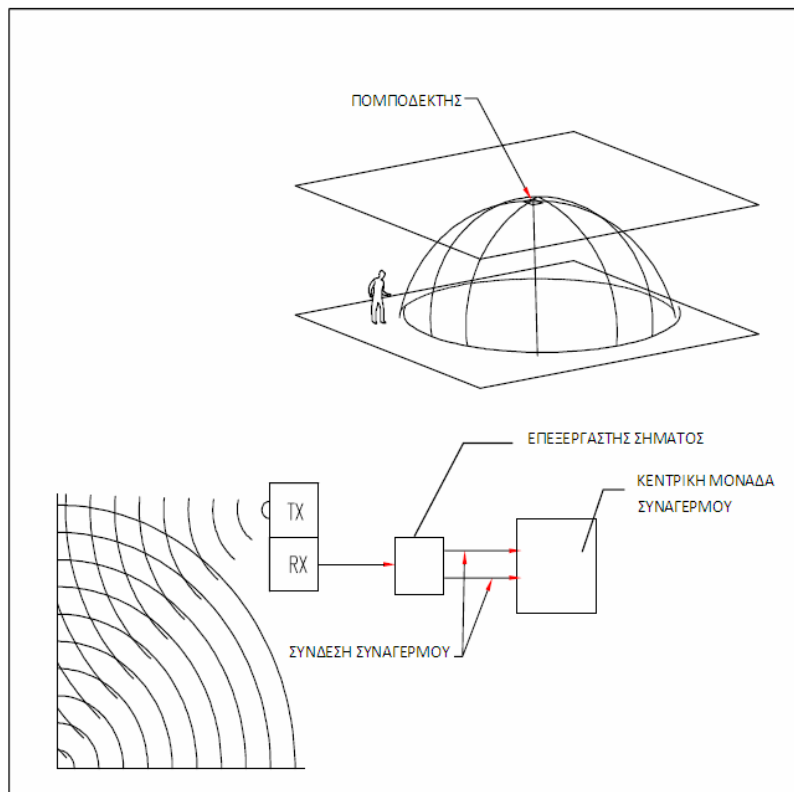 ΠΟΜΠΟΔΕΚΤΗΣ
ΕΠΕΞΕΡΓΑΣΤΗΣ ΣΗΜΑΤΟΣ
ΚΕΝΤΡΙΚΗ ΜΟΝΑΔΑ
ΣΥΝΑΓΕΡΜΟΥ
TX
RX
ΣΥΝΔΕΣΗ ΣΥΝΑΓΕΡΜΟΥ